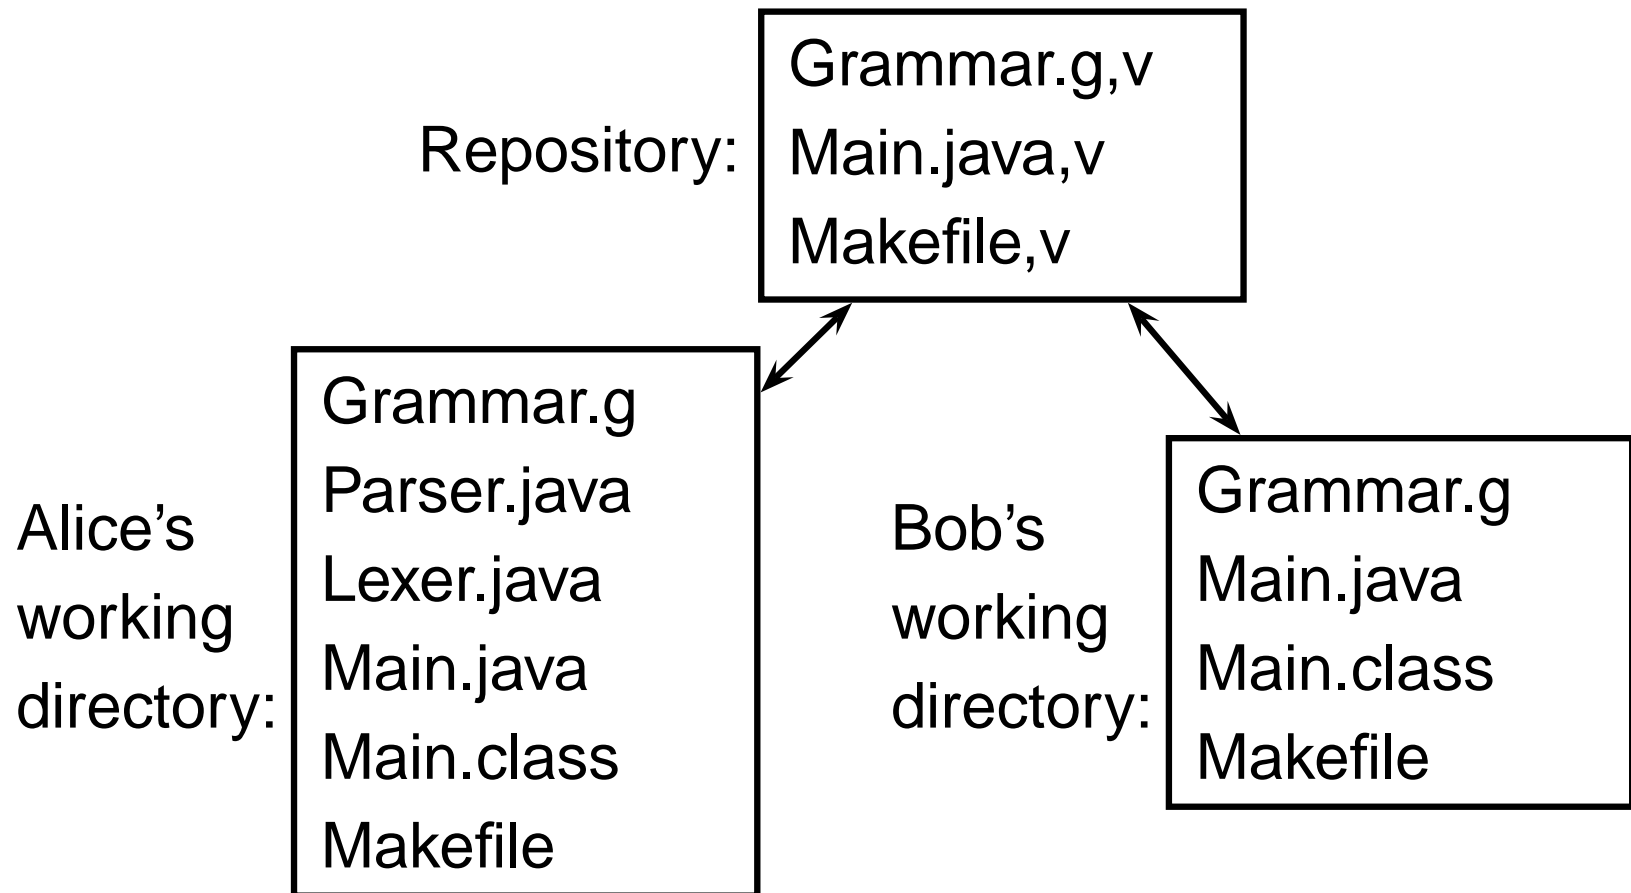 Repository:
Grammar.g,v
Main.java,v
Makefile,v
Alice’s
working
directory:
Grammar.g
Parser.java
Lexer.java
Main.java
Main.class
Makefile
Bob’s
working
directory:
Grammar.g
Main.java
Main.class
Makefile